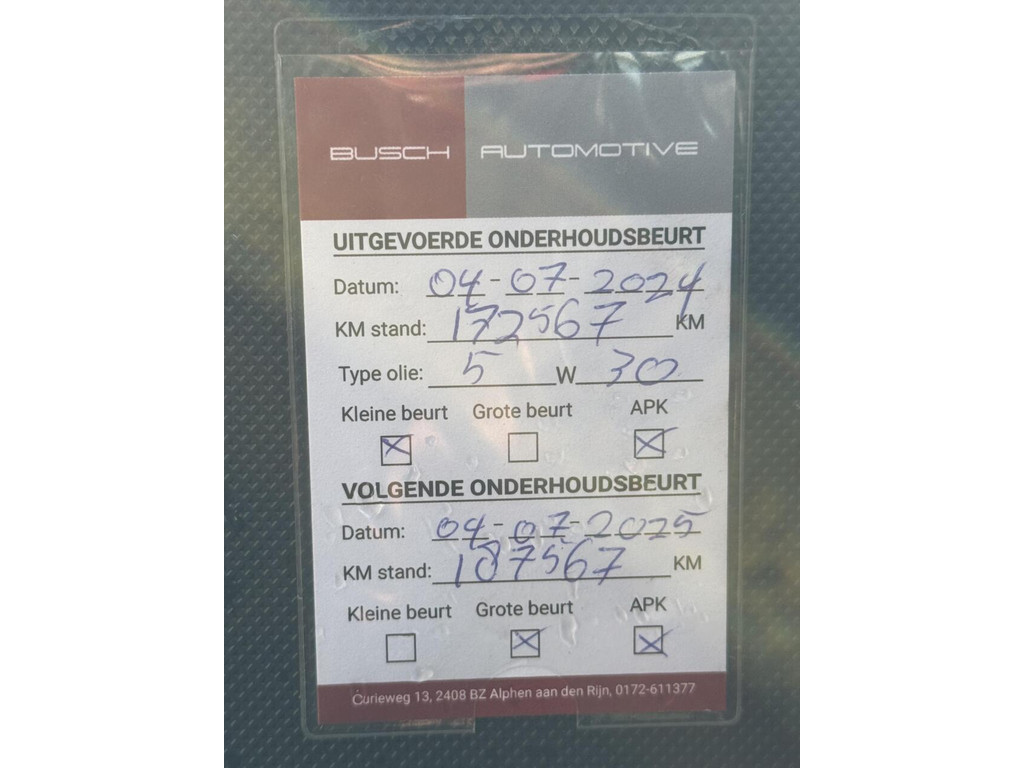 BUSCH AUTOMOTIVE
UITGEVOERDE ONDERHOUDSBEURT
Datum: 04-07-2024
KM stand: 172567 KM
Type olie: 5 W 30
Kleine beurt Grote beurt APK
VOLGENDE ONDERHOUDSBEURT
Datum: 04-07-2025
KM stand: 187567 KM
Kleine beurt Grote beurt APK
Curieweg 13, 2408 BZ Alphen aan den Rijn, 0172-611377